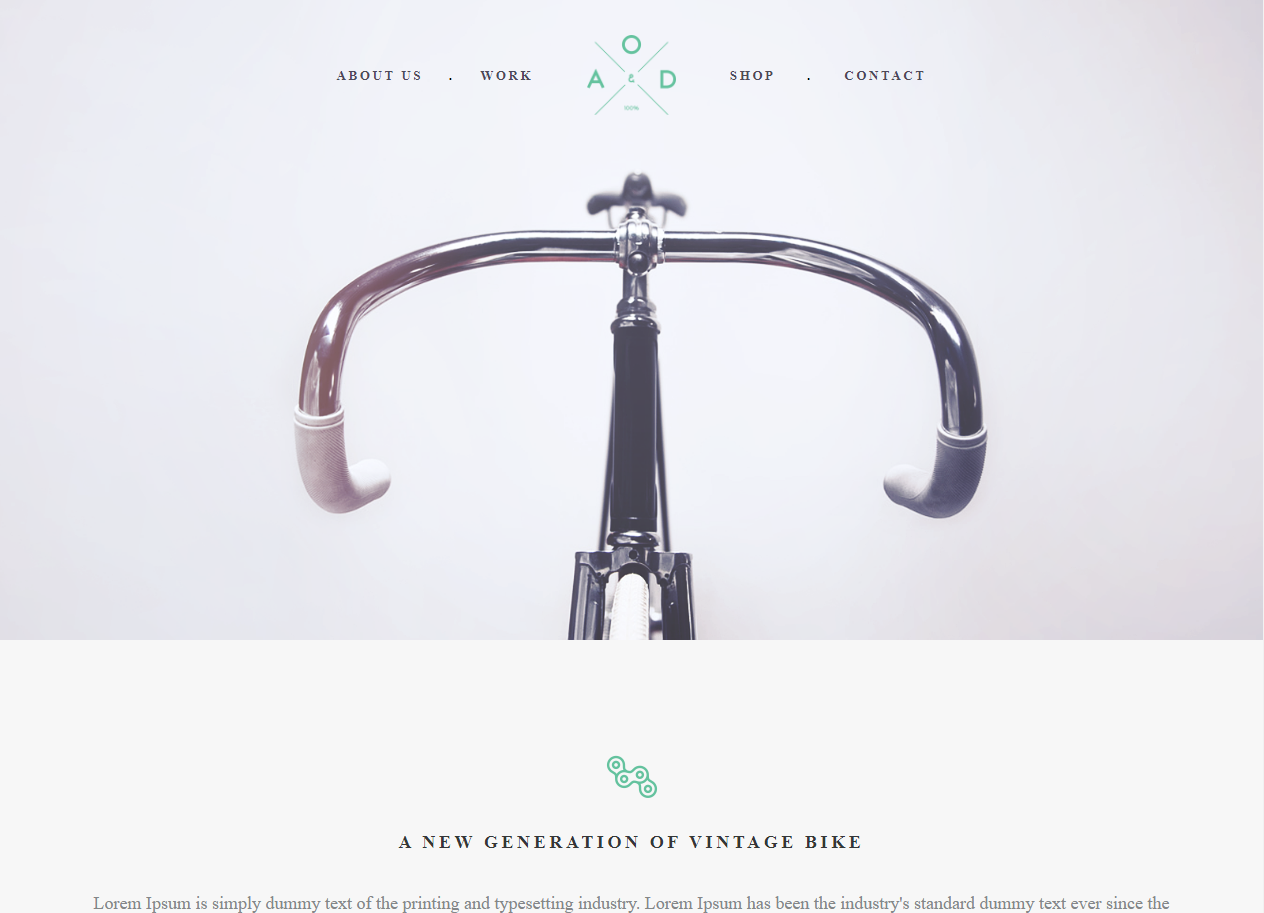 O
ABOUT US . WORK A & D SHOP . CONTACT
100%
A NEW GENERATION OF VINTAGE BIKE
Lorem Ipsum is simply dummy text of the printing and typesetting industry. Lorem Ipsum has been the industry's standard dummy text ever since the